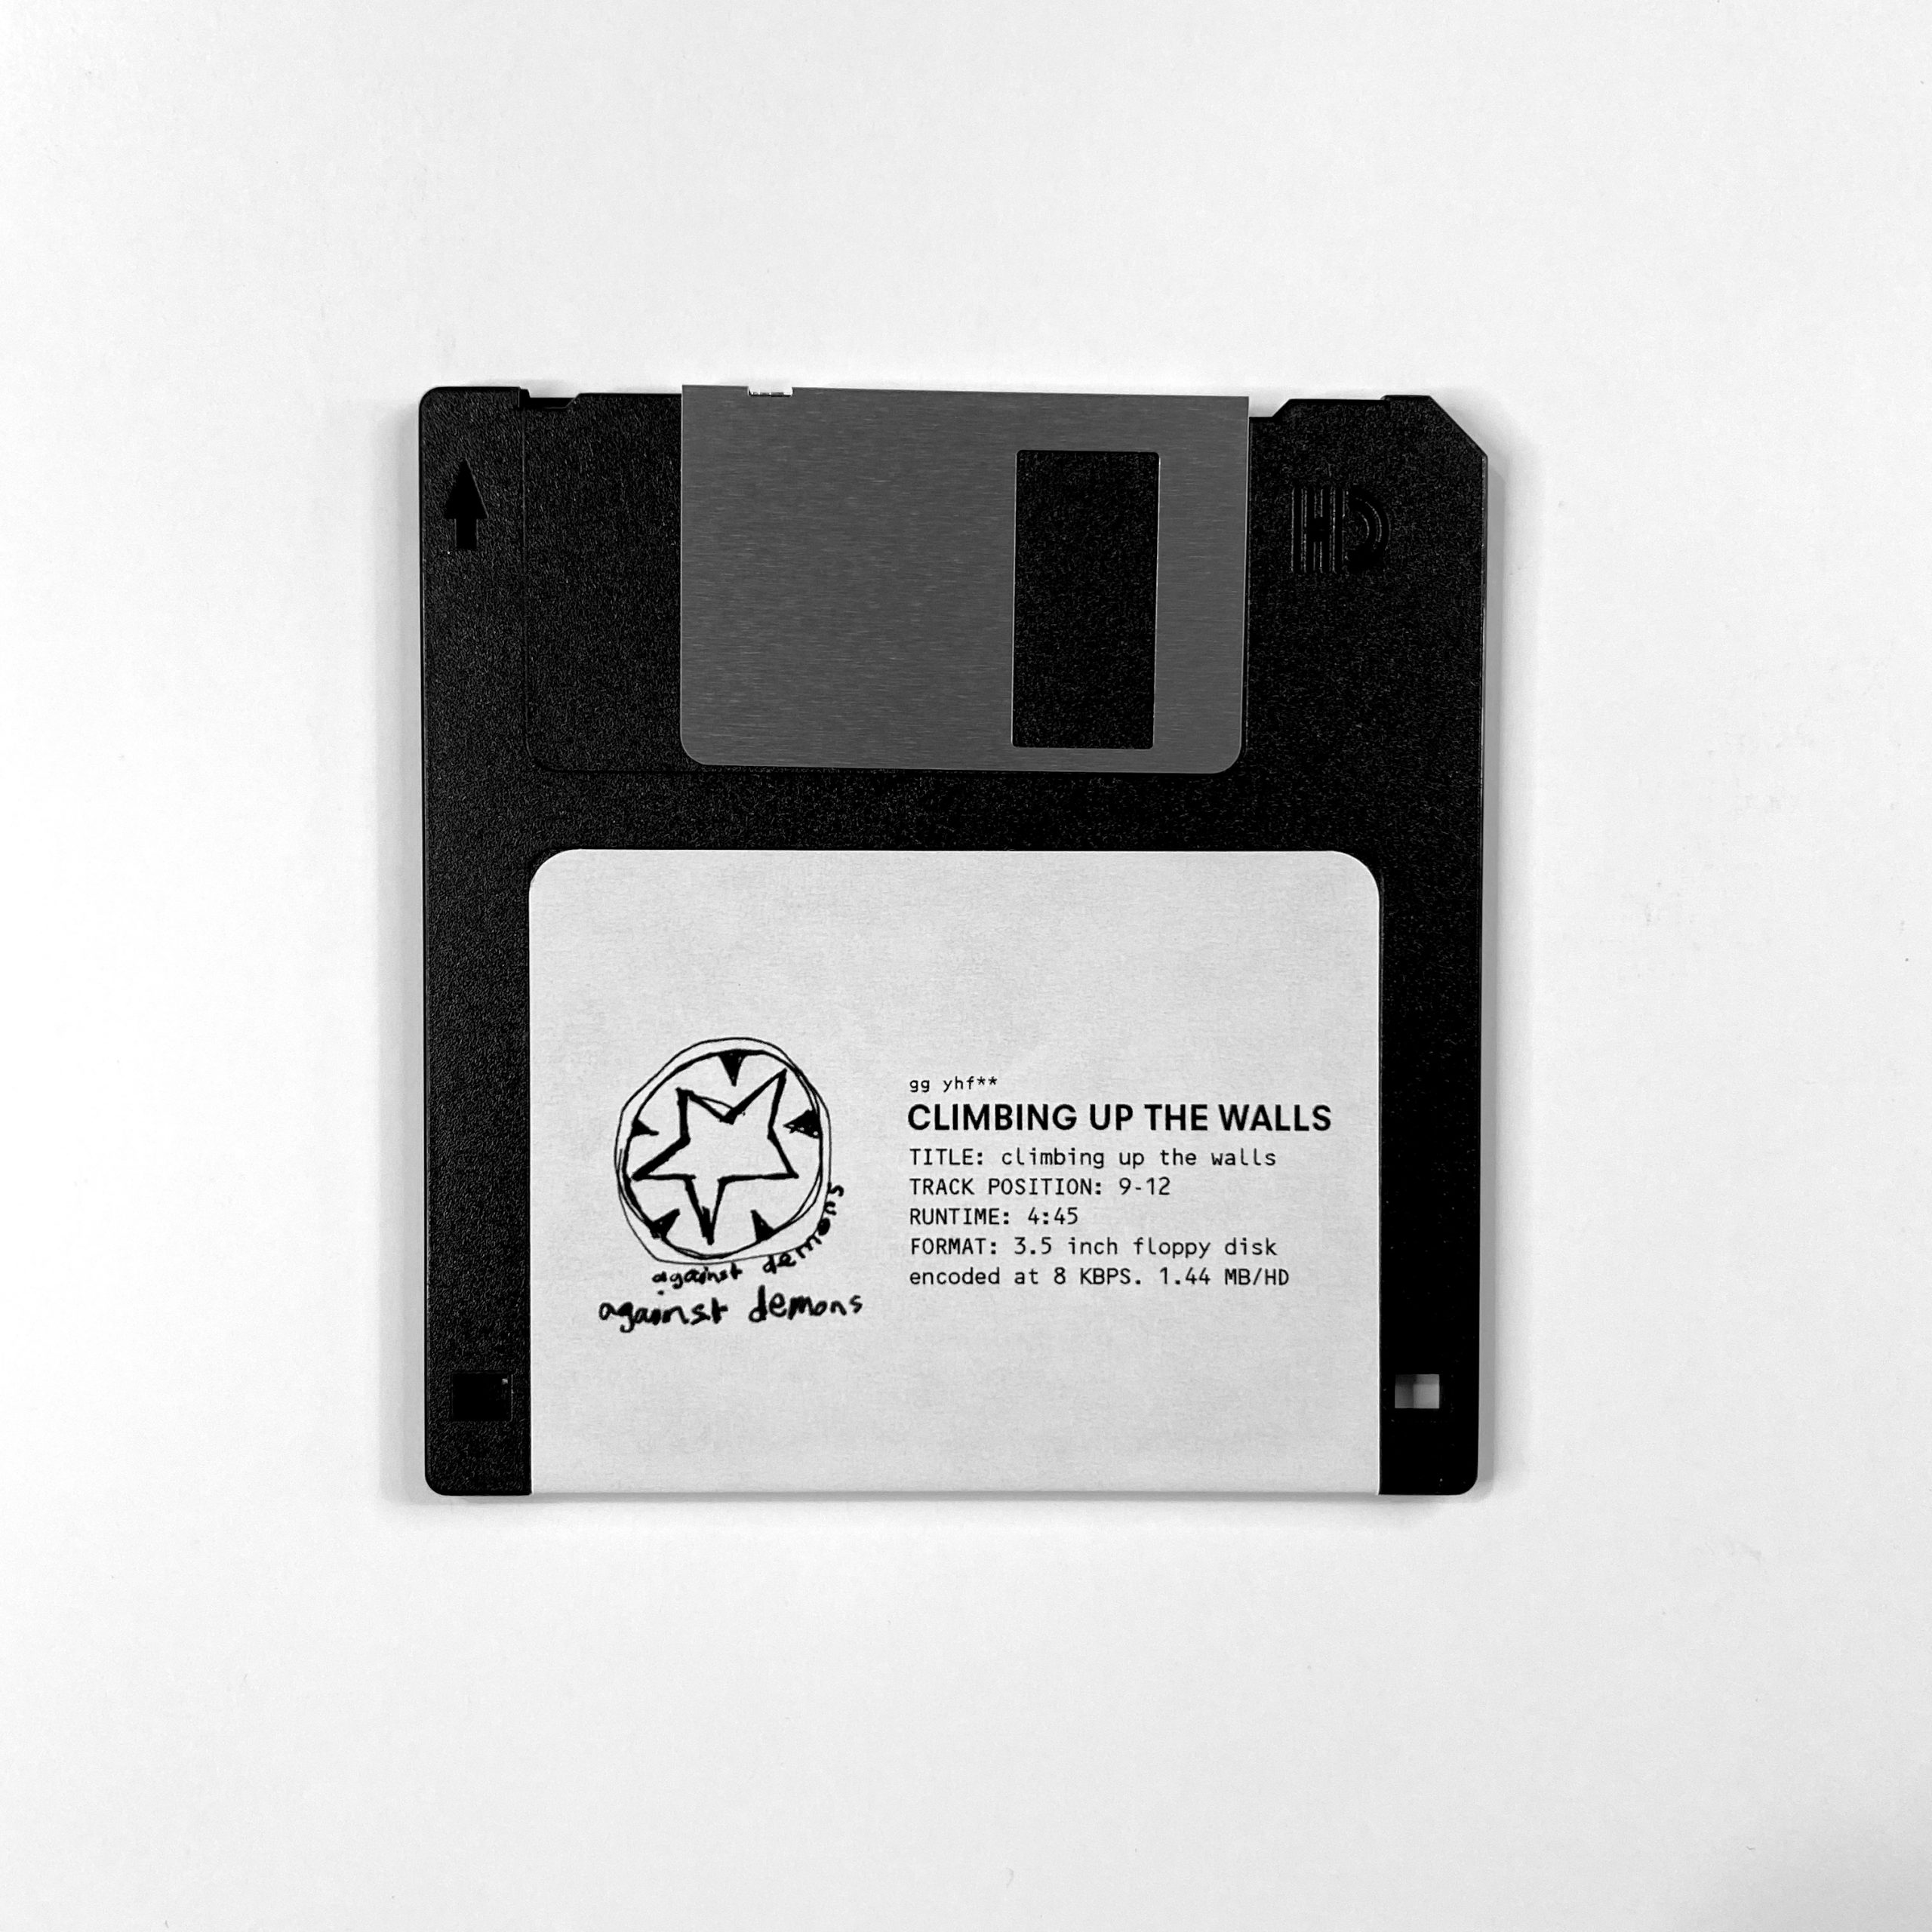 HD
against demons
against demons
gg yhf**
CLIMBING UP THE WALLS
TITLE: climbing up the walls
TRACK POSITION: 9-12
RUNTIME: 4:45
FORMAT: 3.5 inch floppy disk
encoded at 8 KBPS. 1.44 MB/HD